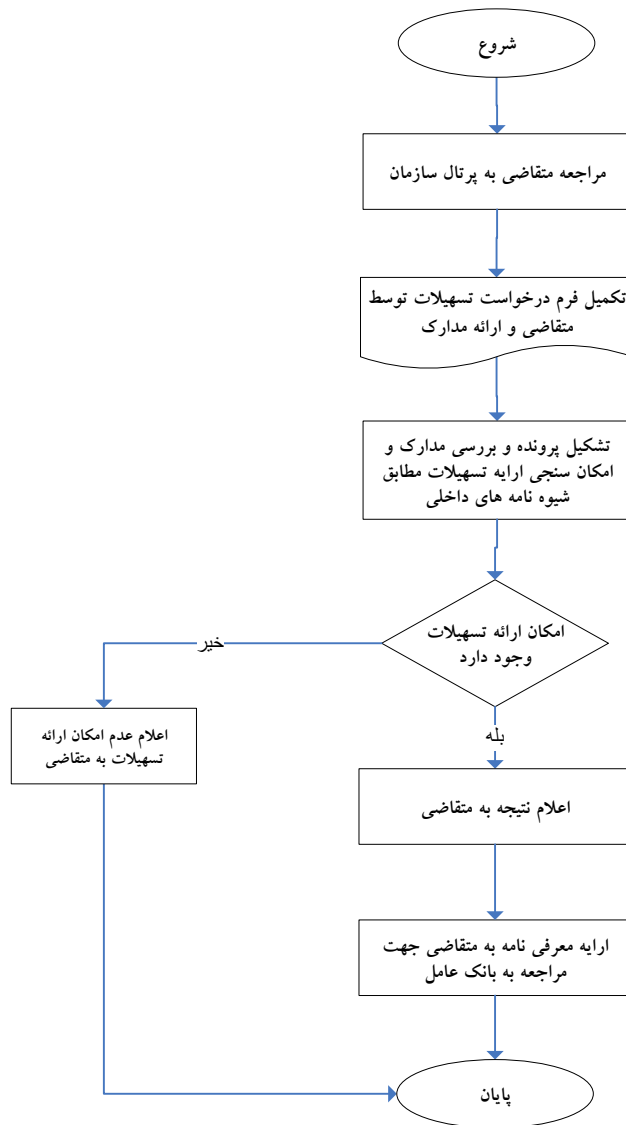 شروع
مراجعه متقاضی به پرتال سازمان
تکمیل فرم درخواست تسهیلات توسط
متقاضی و ارائه مدارک
تشکیل پرونده و بررسی مدارک و
امکان سنجی ارایه تسهیلات مطابق
شیوه نامه های داخلی
امکان ارائه تسهیلات
وجود دارد
خیر
اعلام عدم امکان ارائه
تسهیلات به متقاضی
بله
اعلام نتیجه به متقاضی
ارایه معرفی نامه به متقاضی جهت
مراجعه به بانک عامل
پایان